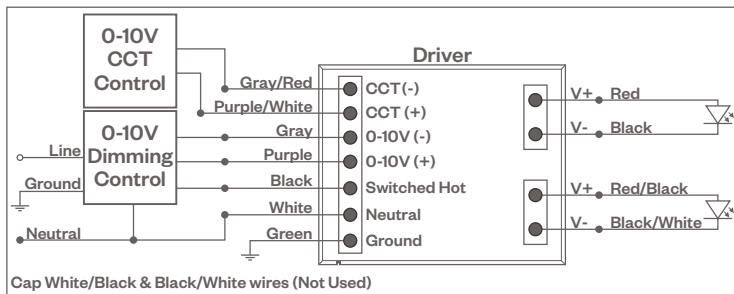 0-10V
CCT
Control
Driver
Gray/Red
CCT(-)
Purple/White
CCT (+)
0-10V
Dimming
Control
Gray
0-10V (-)
Purple
0-10V (+)
Line
Black
Switched Hot
Ground
White
Neutral
Neutral
Green
Ground
V+ Red
V- Black
V+ Red/Black
V- Black/White
Cap White/Black & Black/White wires (Not Used)